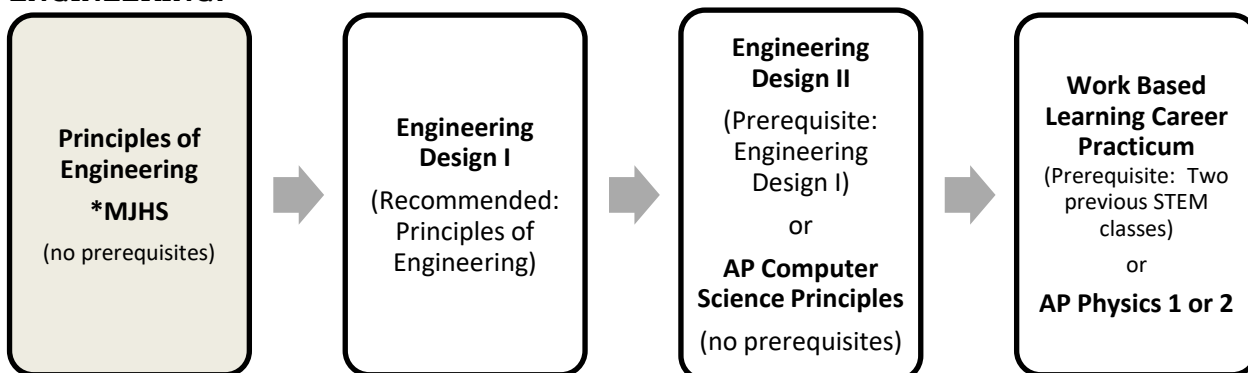 Principles of
Engineering
*MJHS
(no prerequisites)
Engineering
Design I
(Recommended:
Principles of
Engineering)
Engineering
Design II
(Prerequisite:
Engineering
Design I)
or
AP Computer
Science Principles
(no prerequisites)
Work Based
Learning Career
Practicum
(Prerequisite: Two
previous STEM
classes)
or
AP Physics 1 or 2